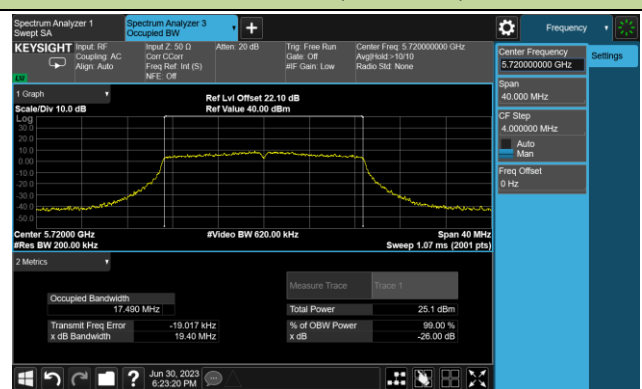 Spectrum Analyzer 1
Swept SA
Spectrum Analyzer 3
Occupied BW
Frequency
KEYSIGHT
Input: RF
Coupling: AC
Align: Auto
Input Z: 50 Ω
Corr CCorr
Freq Ref: Int (S)
NFE: Off
Atten: 20 dB
Trig: Free Run
Gate: Off
#IF Gain: Low
Center Freq: 5.720000000 GHz
Avg|Hold:>10/10
Radio Std: None
LW
Center Frequency
5.720000000 GHz
Settings
Span
40.000 MHz
CF Step
4.000000 MHz
Auto
Man
Freq Offset
0 Hz
1 Graph
Ref Lvl Offset 22.10 dB
Scale/Div 10.0 dB
Ref Value 40.00 dBm
Log
30.0
20.0
10.0
0.00
-10.0
-20.0
-30.0
-40.0
-50.0
Center 5.72000 GHz
#Video BW 620.00 kHz
Span 40 MHz
#Res BW 200.00 kHz
Sweep 1.07 ms (2001 pts)
2 Metrics
Measure Trace
Trace 1
Occupied Bandwidth
17.490 MHz
Total Power
25.1 dBm
Transmit Freq Error
-19.017 kHz
% of OBW Power
99.00 %
x dB Bandwidth
19.40 MHz
x dB
-26.00 dB
Jun 30, 2023
6:23:20 PM